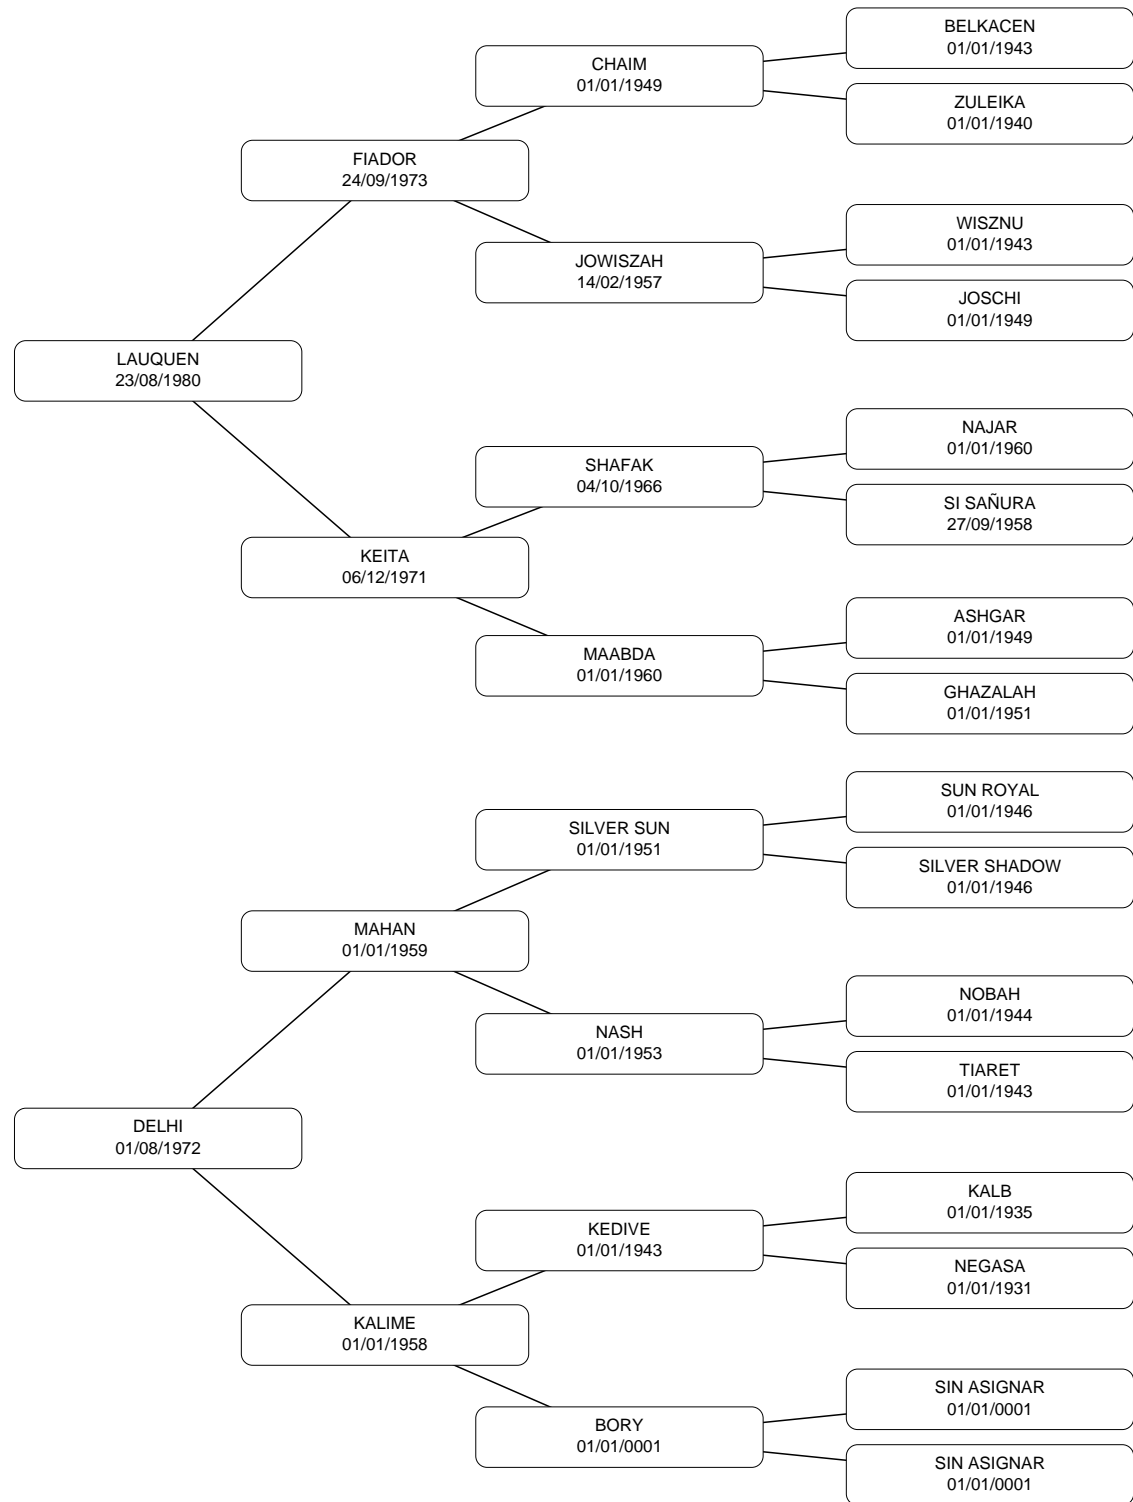 BELKACEN
01/01/1943
CHAIM
01/01/1949
ZULEIKA
01/01/1940
FIADOR
24/09/1973
WISZNU
01/01/1943
JOWISZAH
14/02/1957
JOSCHI
01/01/1949
LAUQUEN
23/08/1980
NAJAR
01/01/1960
SHAFAK
04/10/1966
SI SAÑURA
27/09/1958
KEITA
06/12/1971
ASHGAR
01/01/1949
MAABDA
01/01/1960
GHAZALAH
01/01/1951
SUN ROYAL
01/01/1946
SILVER SUN
01/01/1951
SILVER SHADOW
01/01/1946
MAHAN
01/01/1959
NOBAH
01/01/1944
NASH
01/01/1953
TIARET
01/01/1943
DELHI
01/08/1972
KALB
01/01/1935
KEDIVE
01/01/1943
NEGASA
01/01/1931
KALIME
01/01/1958
SIN ASIGNAR
01/01/0001
BORY
01/01/0001
SIN ASIGNAR
01/01/0001